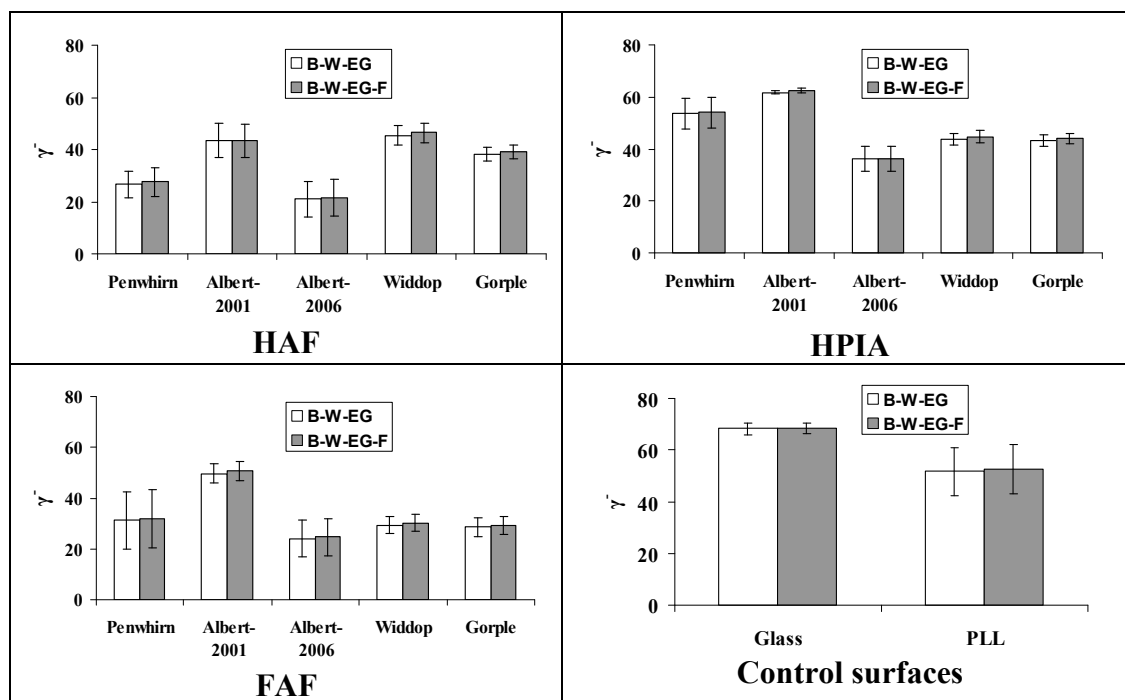 80
60
40
20
0
γ⁻
B-W-EG
B-W-EG-F
Penwhirn Albert-2001 Albert-2006 Widdop Gorple
HAF
80
60
40
20
0
γ⁻
B-W-EG
B-W-EG-F
Penwhirn Albert-2001 Albert-2006 Widdop Gorple
HPIA
80
60
40
20
0
γ⁻
B-W-EG
B-W-EG-F
Penwhirn Albert-2001 Albert-2006 Widdop Gorple
FAF
80
60
40
20
0
γ⁻
B-W-EG
B-W-EG-F
Glass PLL
Control surfaces